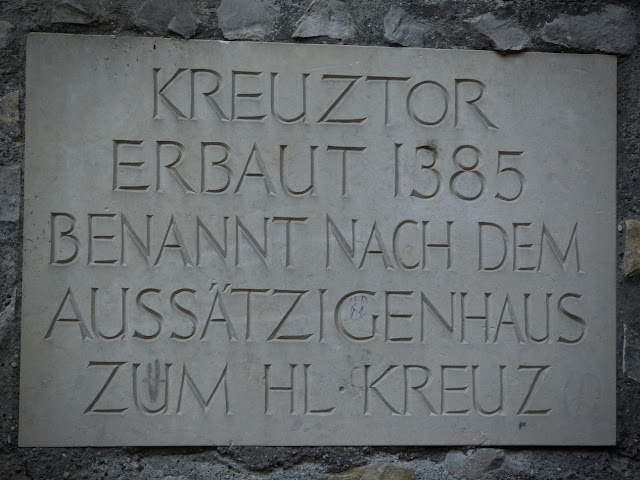 KREUZTOR
ERBAUT 1385
BENANNT NACH DEM
AUSSÄTZIGENHAUS
ZUM HL · KREUZ